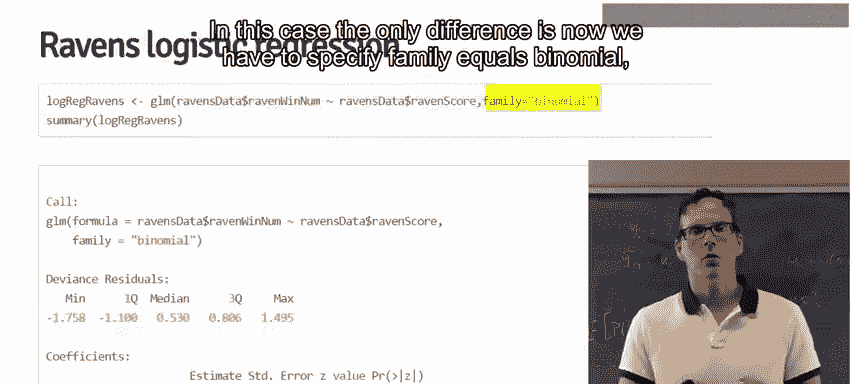 In this case the only difference is now we
Ravens logistic regression
have to specify family equals binomial,
logRegRavens <- glm(ravensData$ravenWinNum ~ ravensData$ravenScore,family="binomial")
summary(logRegRavens)
Call:
glm(formula = ravensData$ravenWinNum ~ ravensData$ravenScore,
family = "binomial")
Deviance Residuals:
Min 1Q Median 3Q Max
-1.758 -1.100 0.530 0.806 1.495
Coefficients:
Estimate Std. Error z value Pr(>|z|)